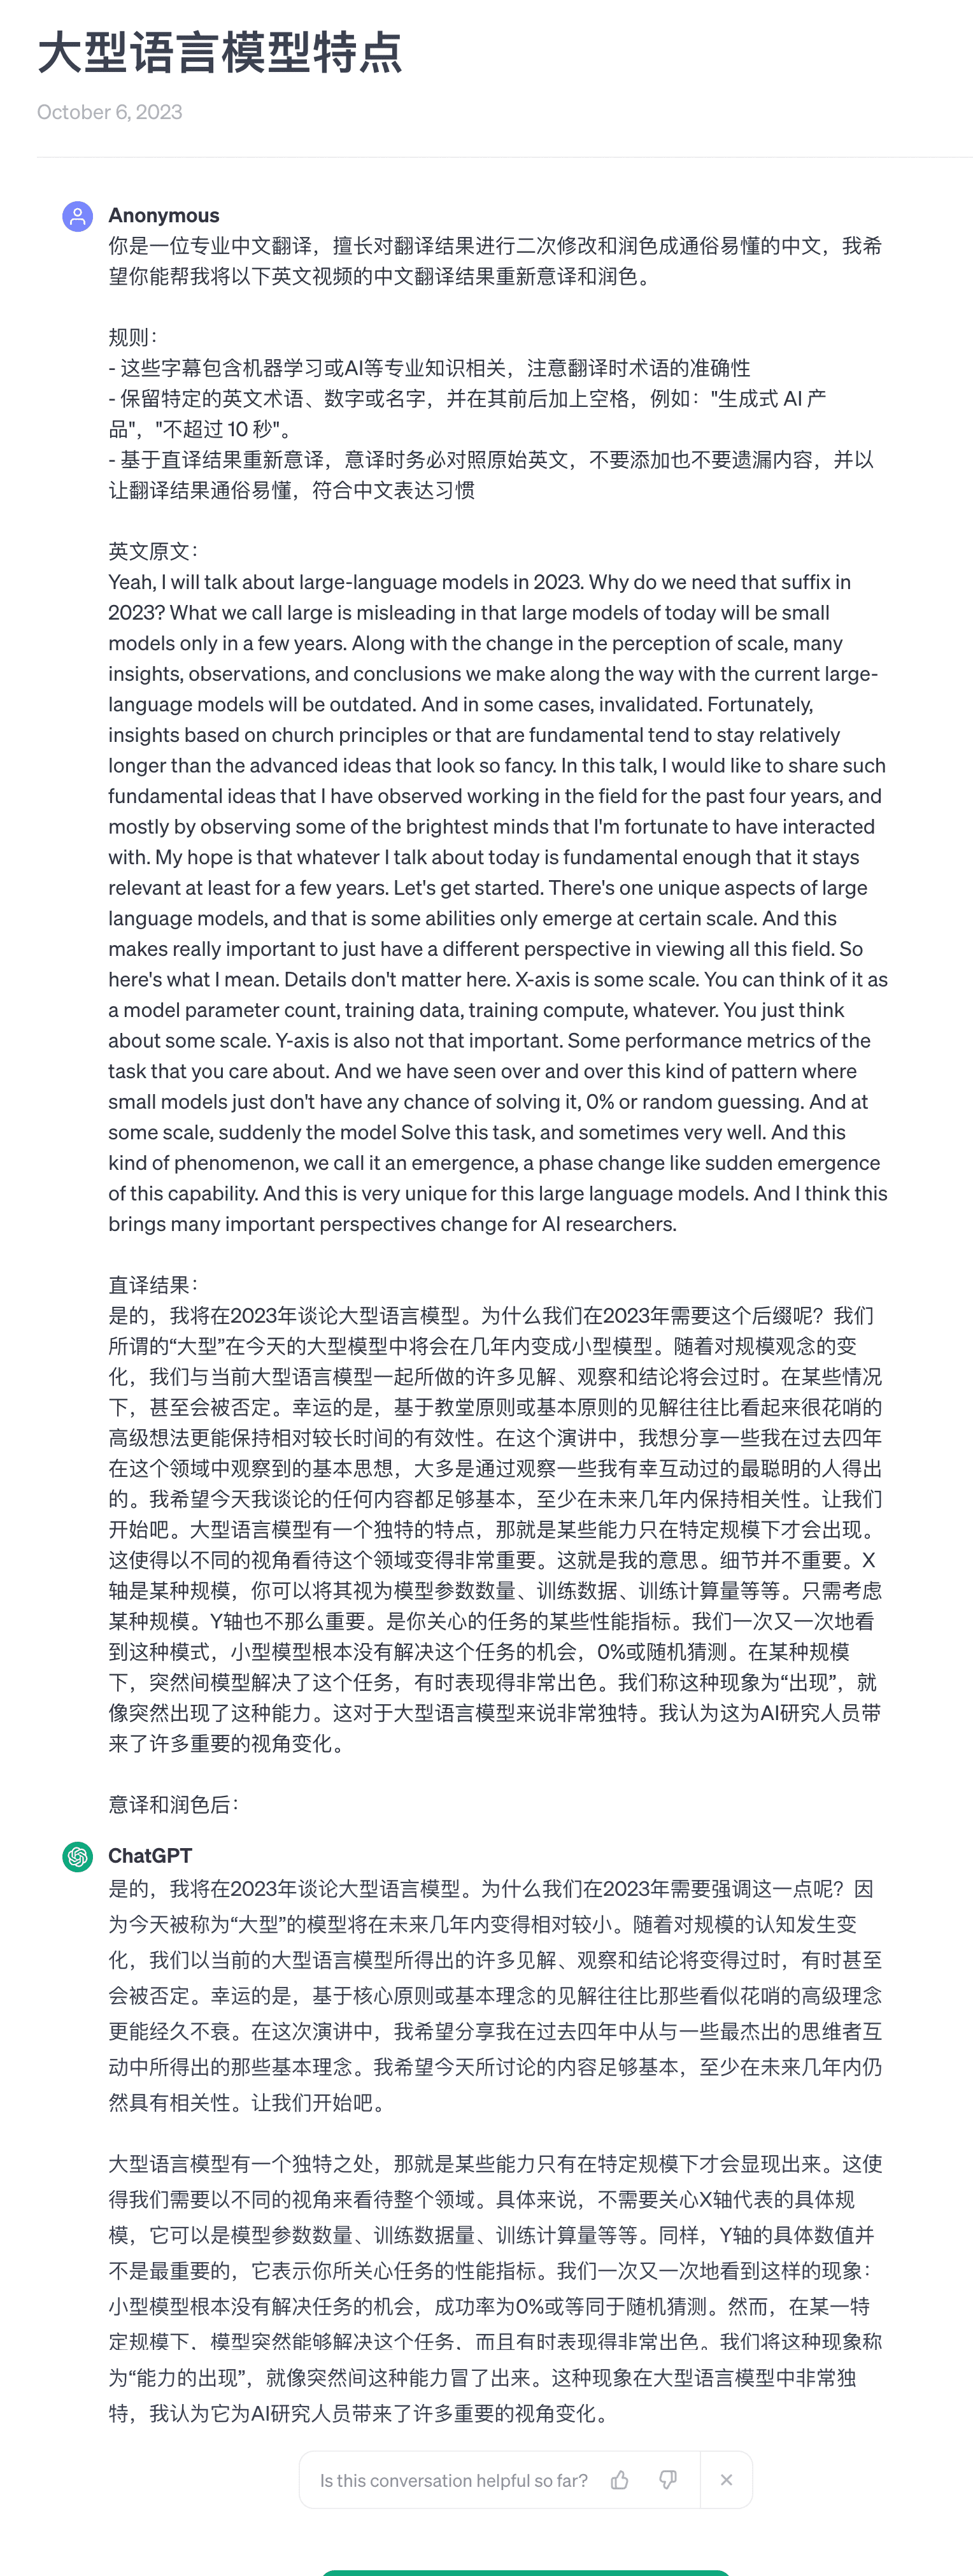 大型语言模型特点
October 6, 2023
Anonymous
你是一位专业中文翻译，擅长对翻译结果进行二次修改和润色成通俗易懂的中文，我希
望你能帮我将以下英文视频的中文翻译结果重新意译和润色。
规则：
- 这些字幕包含机器学习或AI等专业知识相关，注意翻译时术语的准确性
- 保留特定的英文术语、数字或名字，并在其前后加上空格，例如："生成式 AI 产
品"，"不超过 10 秒"。
- 基于直译结果重新意译，意译时务必对照原始英文，不要添加也不要遗漏内容，并以
让翻译结果通俗易懂，符合中文表达习惯
英文原文：
Yeah, I will talk about large-language models in 2023. Why do we need that suffix in
2023? What we call large is misleading in that large models of today will be small
models only in a few years. Along with the change in the perception of scale, many
insights, observations, and conclusions we make along the way with the current large-
language models will be outdated. And in some cases, invalidated. Fortunately,
insights based on church principles or that are fundamental tend to stay relatively
longer than the advanced ideas that look so fancy. In this talk, I would like to share such
fundamental ideas that I have observed working in the field for the past four years, and
mostly by observing some of the brightest minds that I'm fortunate to have interacted
with. My hope is that whatever I talk about today is fundamental enough that it stays
relevant at least for a few years. Let's get started. There's one unique aspects of large
language models, and that is some abilities only emerge at certain scale. And this
makes really important to just have a different perspective in viewing all this field. So
here's what I mean. Details don't matter here. X-axis is some scale. You can think of it as
a model parameter count, training data, training compute, whatever. You just think
about some scale. Y-axis is also not that important. Some performance metrics of the
task that you care about. And we have seen over and over this kind of pattern where
small models just don't have any chance of solving it, 0% or random guessing. And at
some scale, suddenly the model Solve this task, and sometimes very well. And this
kind of phenomenon, we call it an emergence, a phase change like sudden emergence
of this capability. And this is very unique for this large language models. And I think this
brings many important perspectives change for AI researchers.
直译结果：
是的，我将在2023年谈论大型语言模型。为什么我们在2023年需要这个后缀呢？我们
所谓的“大型”在今天的大型模型中将会在几年内变成小型模型。随着对规模观念的变
化，我们与当前大型语言模型一起所做的许多见解、观察和结论将会过时。在某些情况
下，甚至会被否定。幸运的是，基于教堂原则或基本原则的见解往往比看起来很花哨的
高级想法更能保持相对较长时间的有效性。在这个演讲中，我想分享一些我在过去四年
在这个领域中观察到的基本思想，大多是通过观察一些我有幸互动过的最聪明的人得出
的。我希望今天我谈论的任何内容都足够基本，至少在未来几年内保持相关性。让我们
开始吧。大型语言模型有一个独特的特点，那就是某些能力只在特定规模下才会出现。
这使得以不同的视角看待这个领域变得非常重要。这就是我的意思。细节并不重要。X
轴是某种规模，你可以将其视为模型参数数量、训练数据、训练计算量等等。只需考虑
某种规模。Y轴也不那么重要。是你关心的任务的某些性能指标。我们一次又一次地看
到这种模式，小型模型根本没有解决这个任务的机会，0%或随机猜测。在某种规模
下，突然间模型解决了这个任务，有时表现得非常出色。我们称这种现象为“出现”，就
像突然出现了这种能力。这对于大型语言模型来说非常独特。我认为这为AI研究人员带
来了许多重要的视角变化。
意译和润色后：
ChatGPT
是的，我将在2023年谈论大型语言模型。为什么我们在2023年需要强调这一点呢？因
为今天被称为“大型”的模型将在未来几年内变得相对较小。随着对规模的认知发生变
化，我们以当前的大型语言模型所得出的许多见解、观察和结论将变得过时，有时甚至
会被否定。幸运的是，基于核心原则或基本理念的见解往往比那些看似花哨的高级理念
更能经久不衰。在这次演讲中，我希望分享我在过去四年中从与一些最杰出的思维者互
动中所得出的那些基本理念。我希望今天所讨论的内容足够基本，至少在未来几年内仍
然具有相关性。让我们开始吧。
大型语言模型有一个独特之处，那就是某些能力只有在特定规模下才会显现出来。这使
得我们需要以不同的视角来看待整个领域。具体来说，不需要关心X轴代表的具体规
模，它可以是模型参数数量、训练数据量、训练计算量等等。同样，Y轴的具体数值并
不是最重要的，它表示你所关心任务的性能指标。我们一次又一次地看到这样的现象：
小型模型根本没有解决任务的机会，成功率为0%或等同于随机猜测。然而，在某一特
定规模下，模型突然能够解决这个任务，而且有时表现得非常出色。我们将这种现象称
为“能力的出现”，就像突然间这种能力冒了出来。这种现象在大型语言模型中非常独
特，我认为它为AI研究人员带来了许多重要的视角变化。
Is this conversation helpful so far?